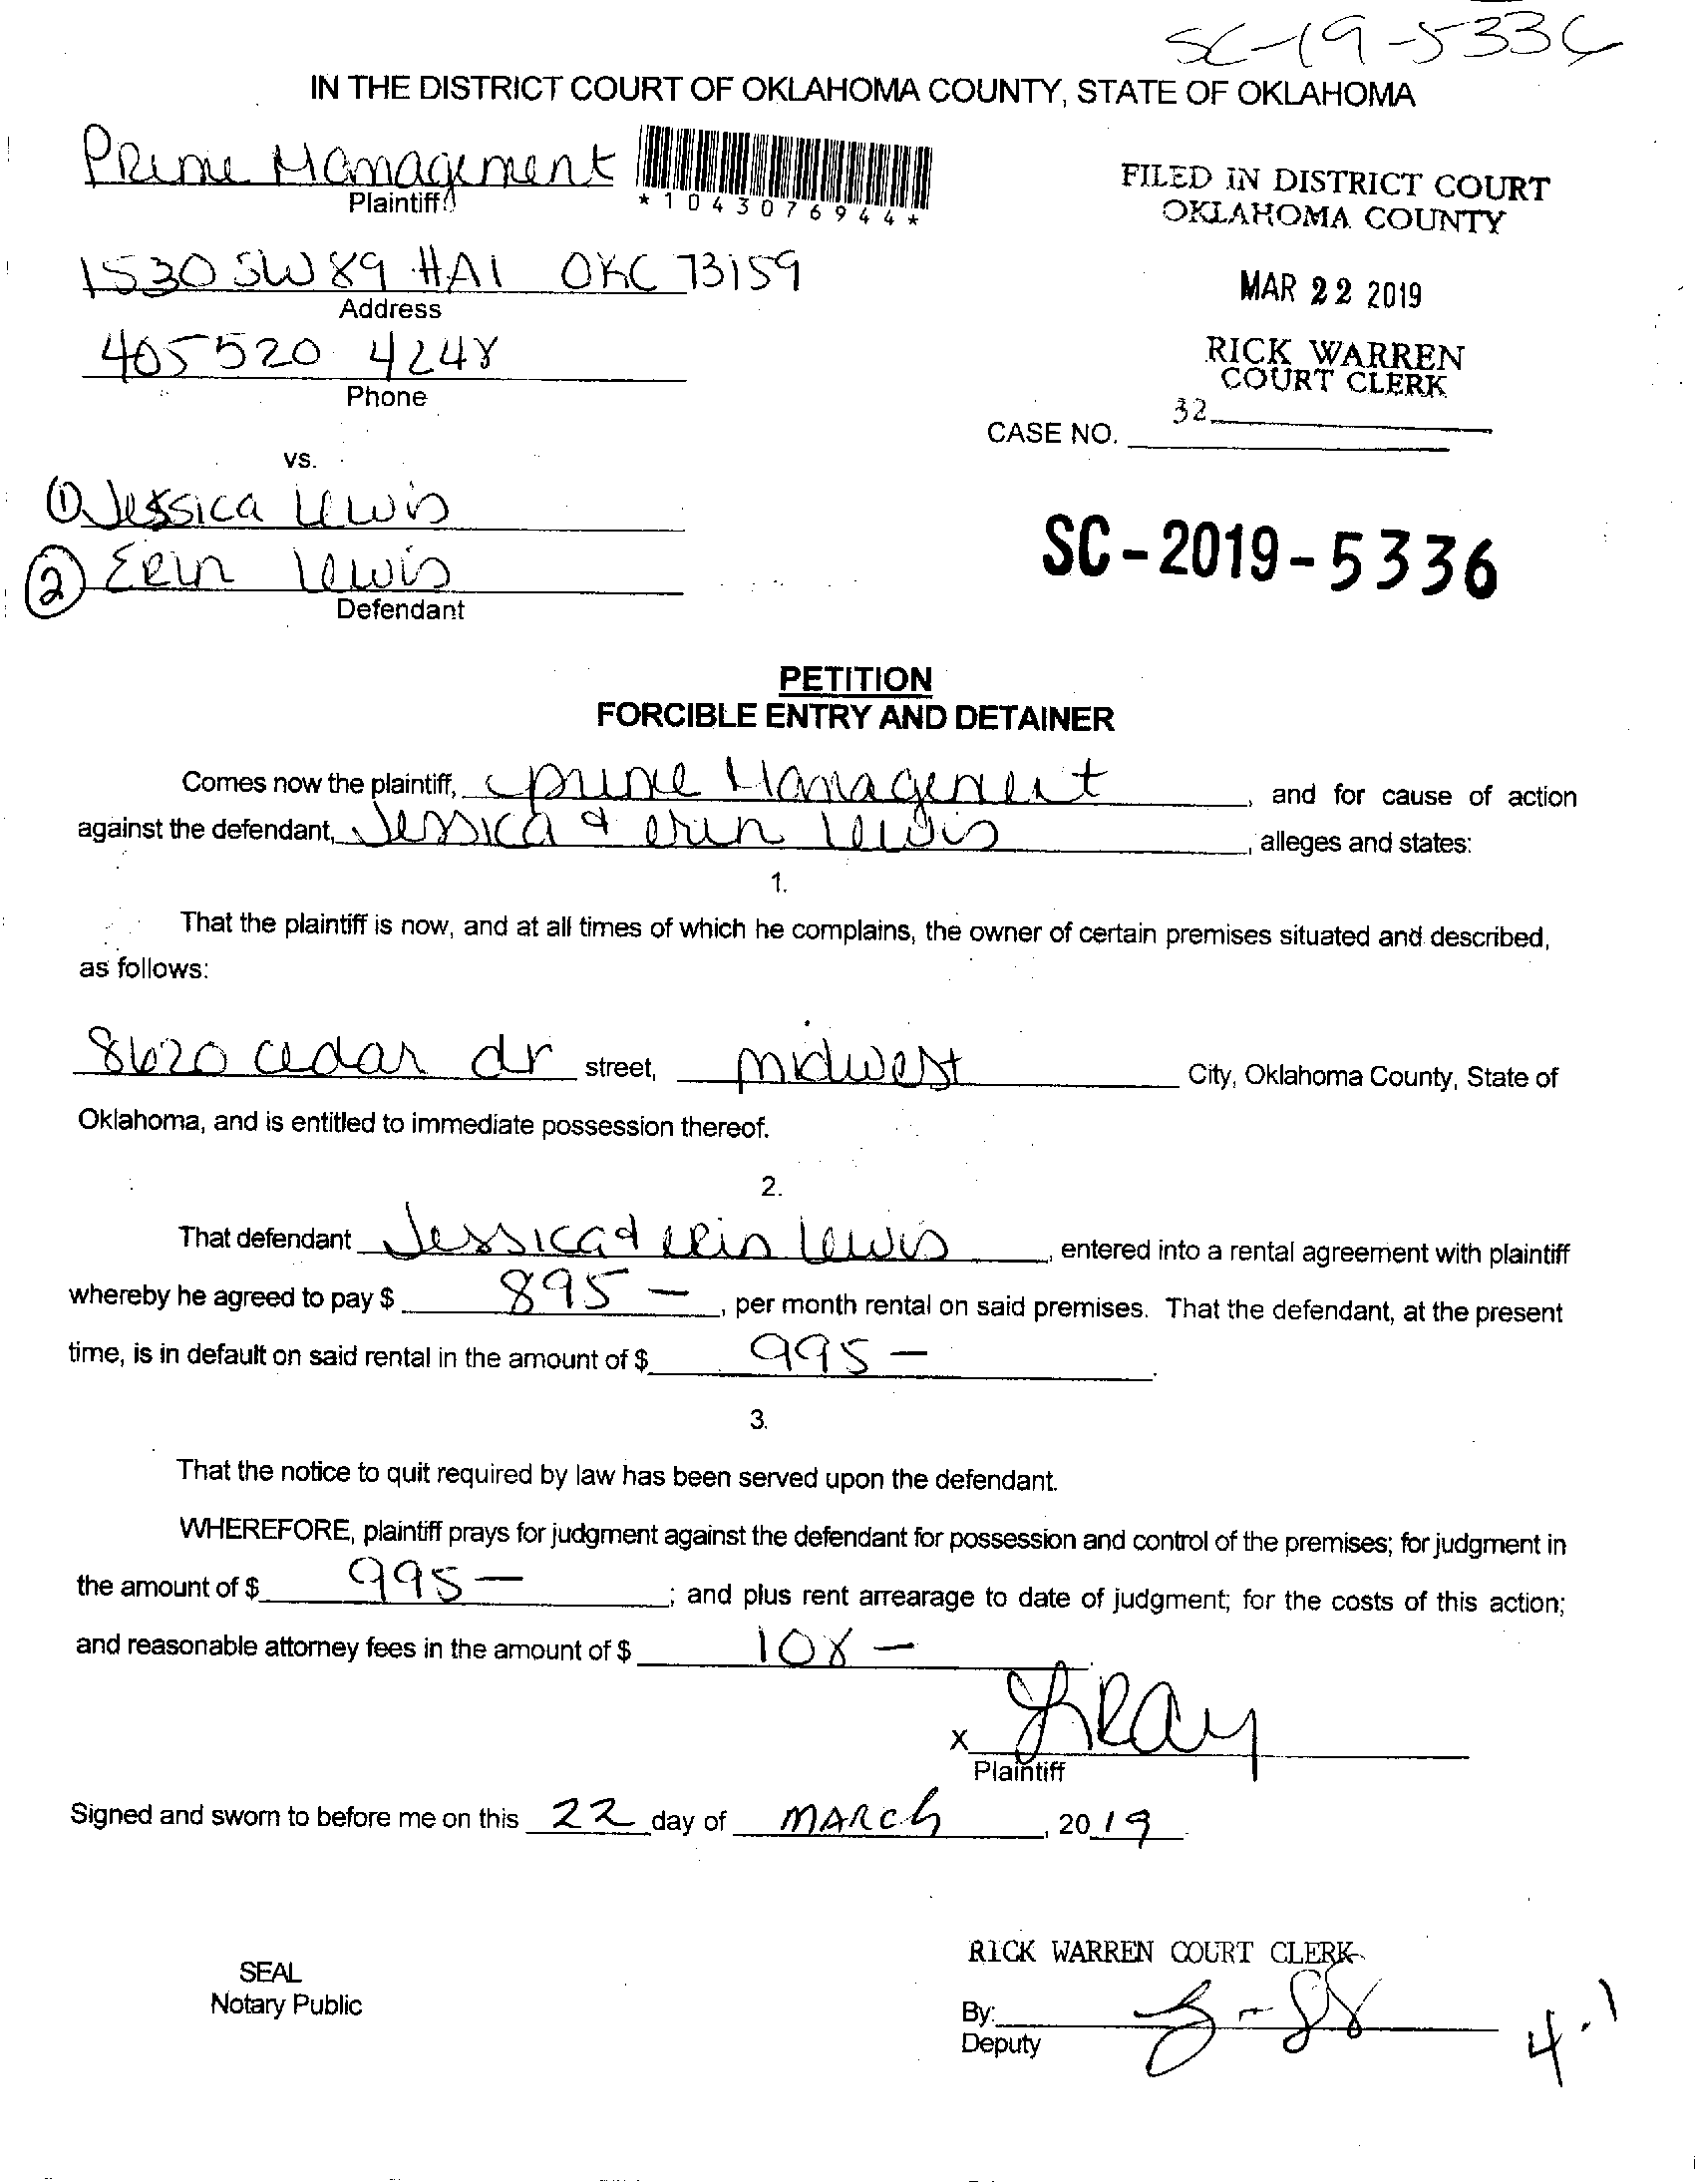 SC-19-5336
IN THE DISTRICT COURT OF OKLAHOMA COUNTY, STATE OF OKLAHOMA
Prime Management
Plaintiff
*1043076944*
FILED IN DISTRICT COURT
OKLAHOMA COUNTY
1530 SW 89 #A1 OKC 73159
Address
MAR 22 2019
405 520 4248
Phone
RICK WARREN
COURT CLERK
32
CASE NO.
vs.
① Jessica Lewis
② Erin Lewis
Defendant
SC-2019-5336
PETITION
FORCIBLE ENTRY AND DETAINER
Comes now the plaintiff, Prime Management, and for cause of action
against the defendant, Jessica & erin lewis, alleges and states:
1.
That the plaintiff is now, and at all times of which he complains, the owner of certain premises situated and described,
as follows:
8620 cedar dr street, midwest City, Oklahoma County, State of
Oklahoma, and is entitled to immediate possession thereof.
2.
That defendant Jessica & erin lewis, entered into a rental agreement with plaintiff
whereby he agreed to pay $ 895 —, per month rental on said premises. That the defendant, at the present
time, is in default on said rental in the amount of $ 995 —.
3.
That the notice to quit required by law has been served upon the defendant.
WHEREFORE, plaintiff prays for judgment against the defendant for possession and control of the premises; for judgment in
the amount of $ 995 —; and plus rent arrearage to date of judgment; for the costs of this action;
and reasonable attorney fees in the amount of $ 108 —
X
Plaintiff
Signed and sworn to before me on this 22 day of MARCH, 2019
RICK WARREN COURT CLERK
SEAL
Notary Public
By:
Deputy
4.1